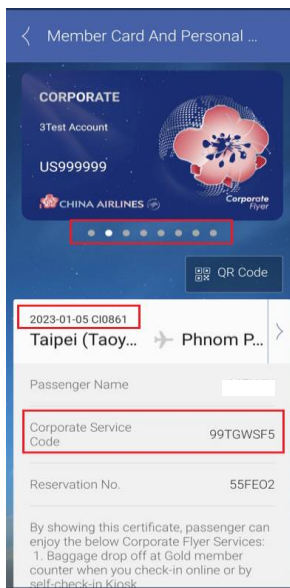 Member Card And Personal ...
CORPORATE
3Test Account
US999999
CHINA AIRLINES
Corporate
Flyer
QR Code
2023-01-05 CI0861
Taipei (Taoy... Phnom P...
Passenger Name
Corporate Service
Code
99TGWSF5
Reservation No. 55FEO2
By showing this certificate, passenger can
enjoy the below Corporate Flyer Services:
1. Baggage drop off at Gold member
counter when you check-in online or by
self-check-in Kiosk